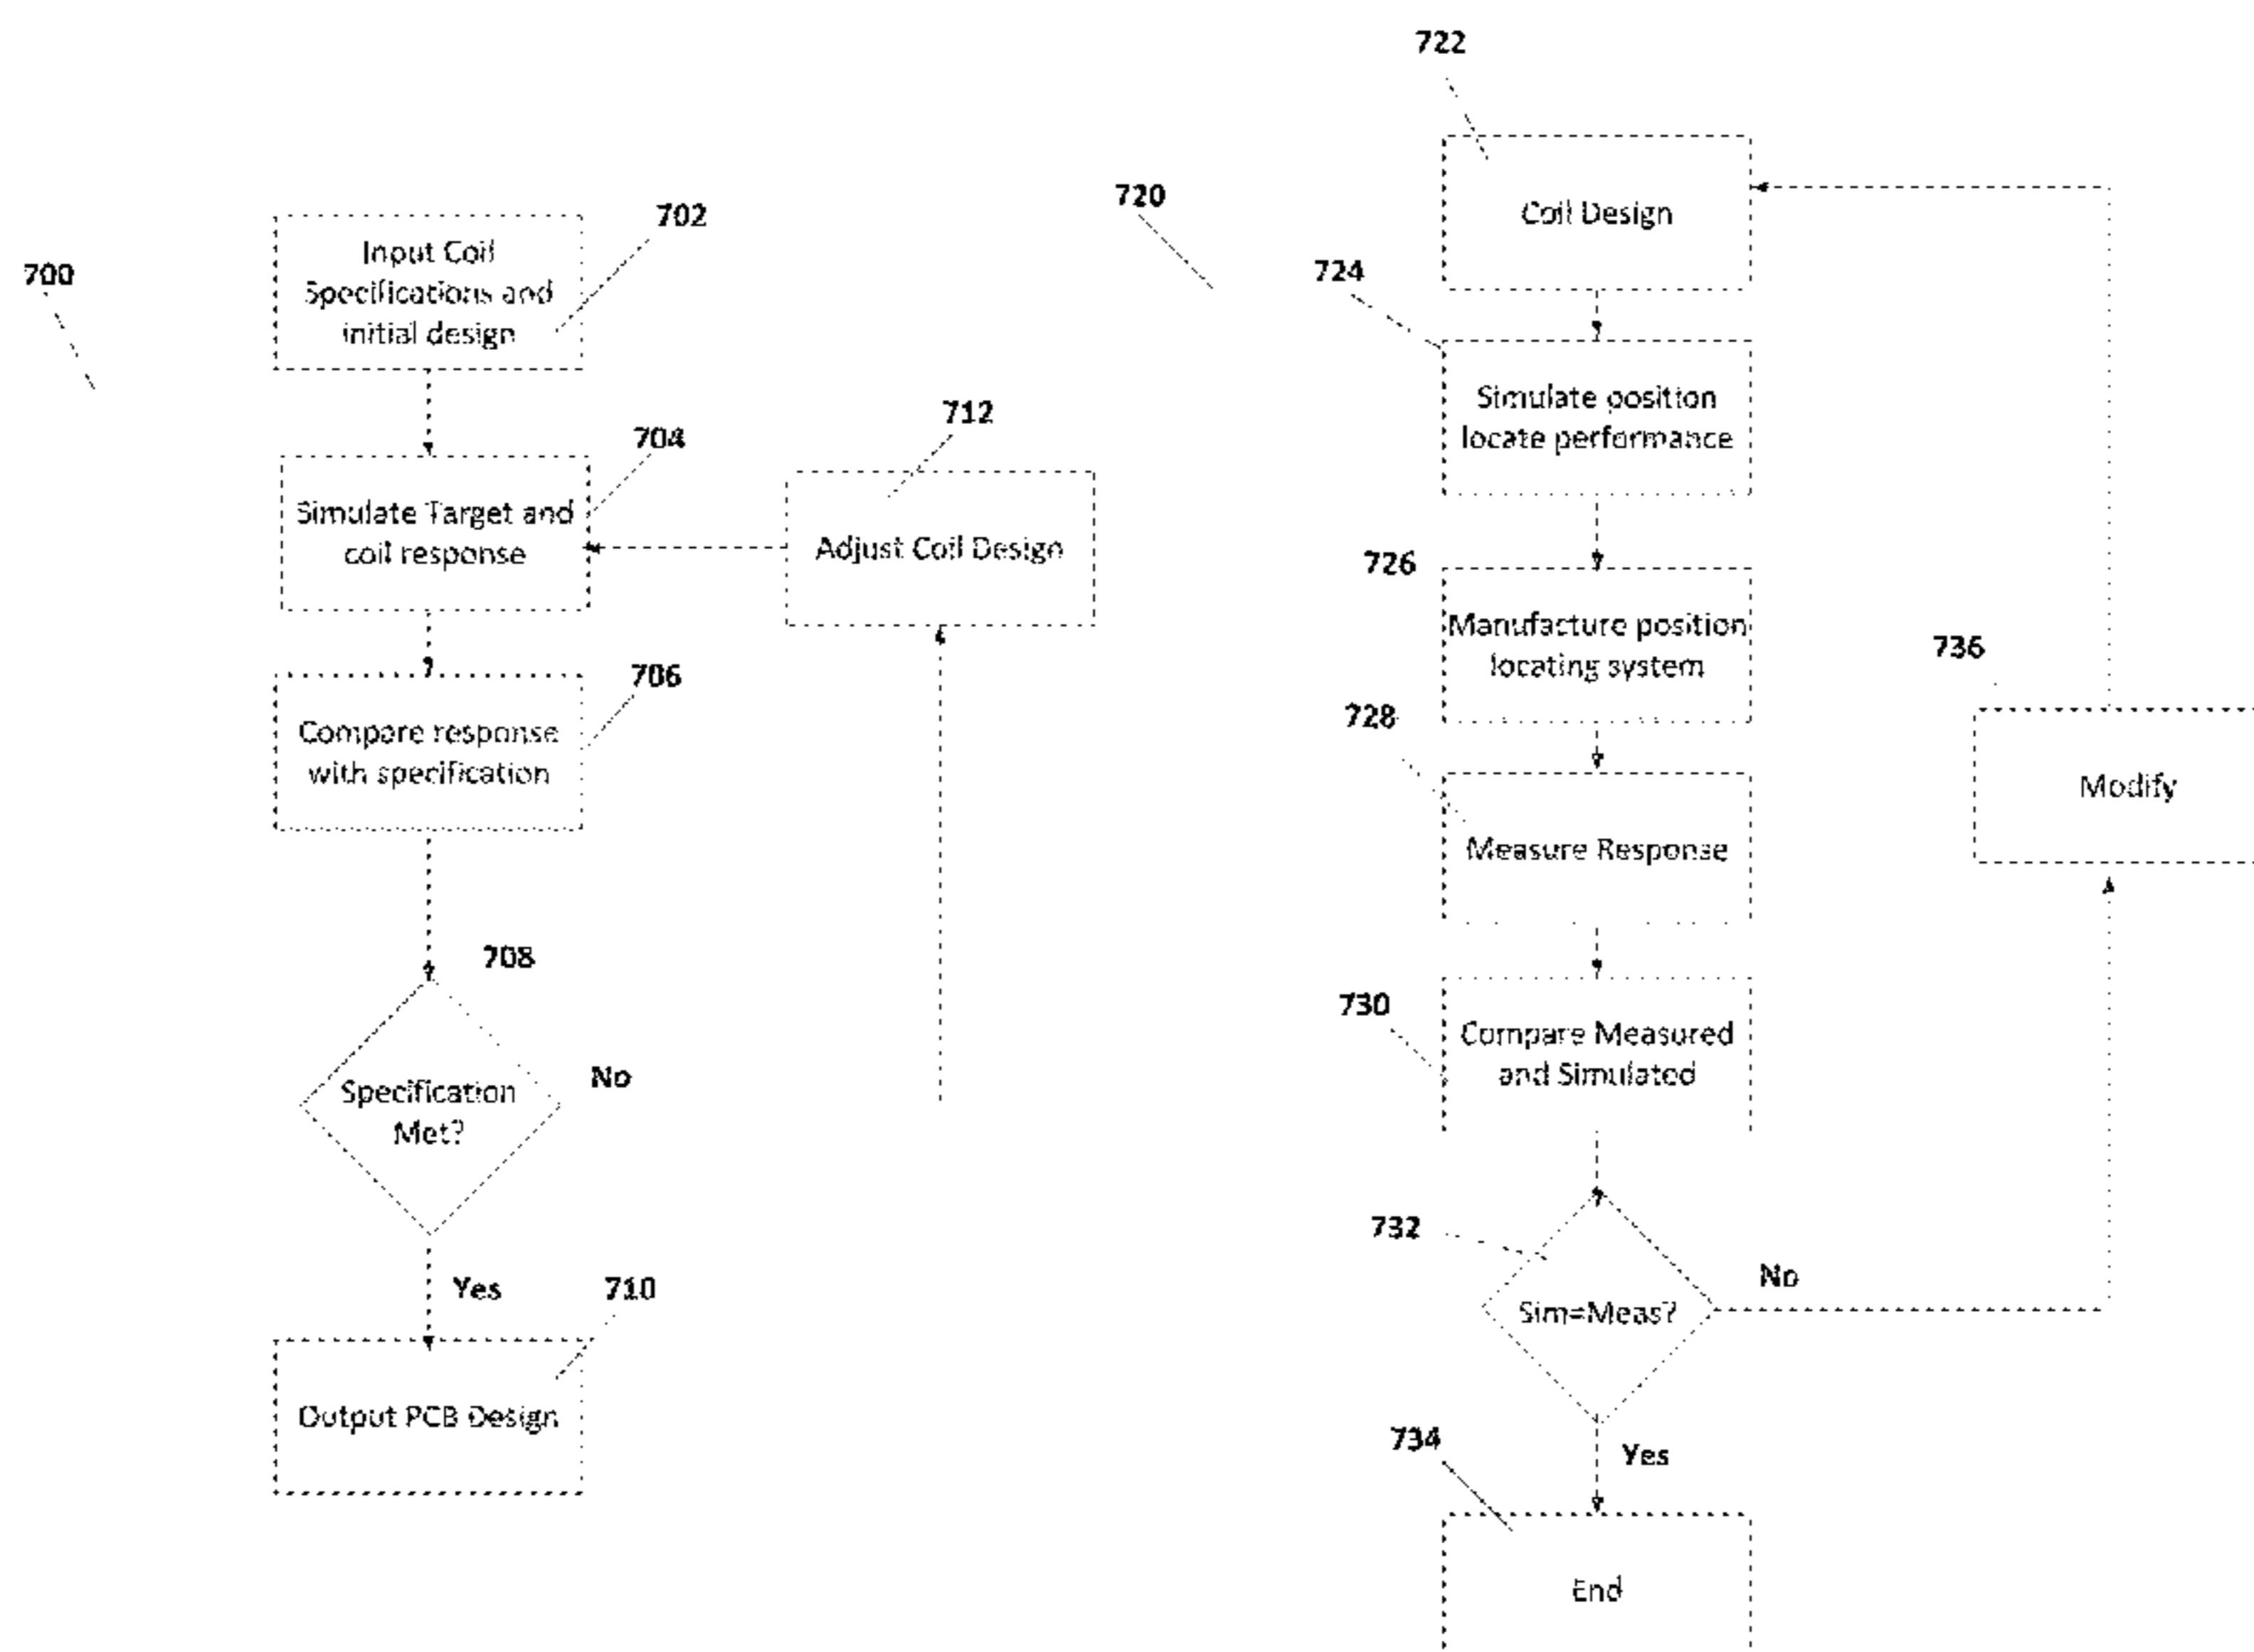 700
702
Input Coil
Specifications and
initial design
704
Simulate Target and
coil response
712
Adjust Coil Design
706
Compare response
with specification
708
Specification
Met?
No
Yes
710
Output PCB Design
720
722
Coil Design
724
Simulate position
locate performance
726
Manufacture position
locating system
728
Measure Response
736
Modify
730
Compare Measured
and Simulated
732
Sim=Meas?
No
Yes
734
End